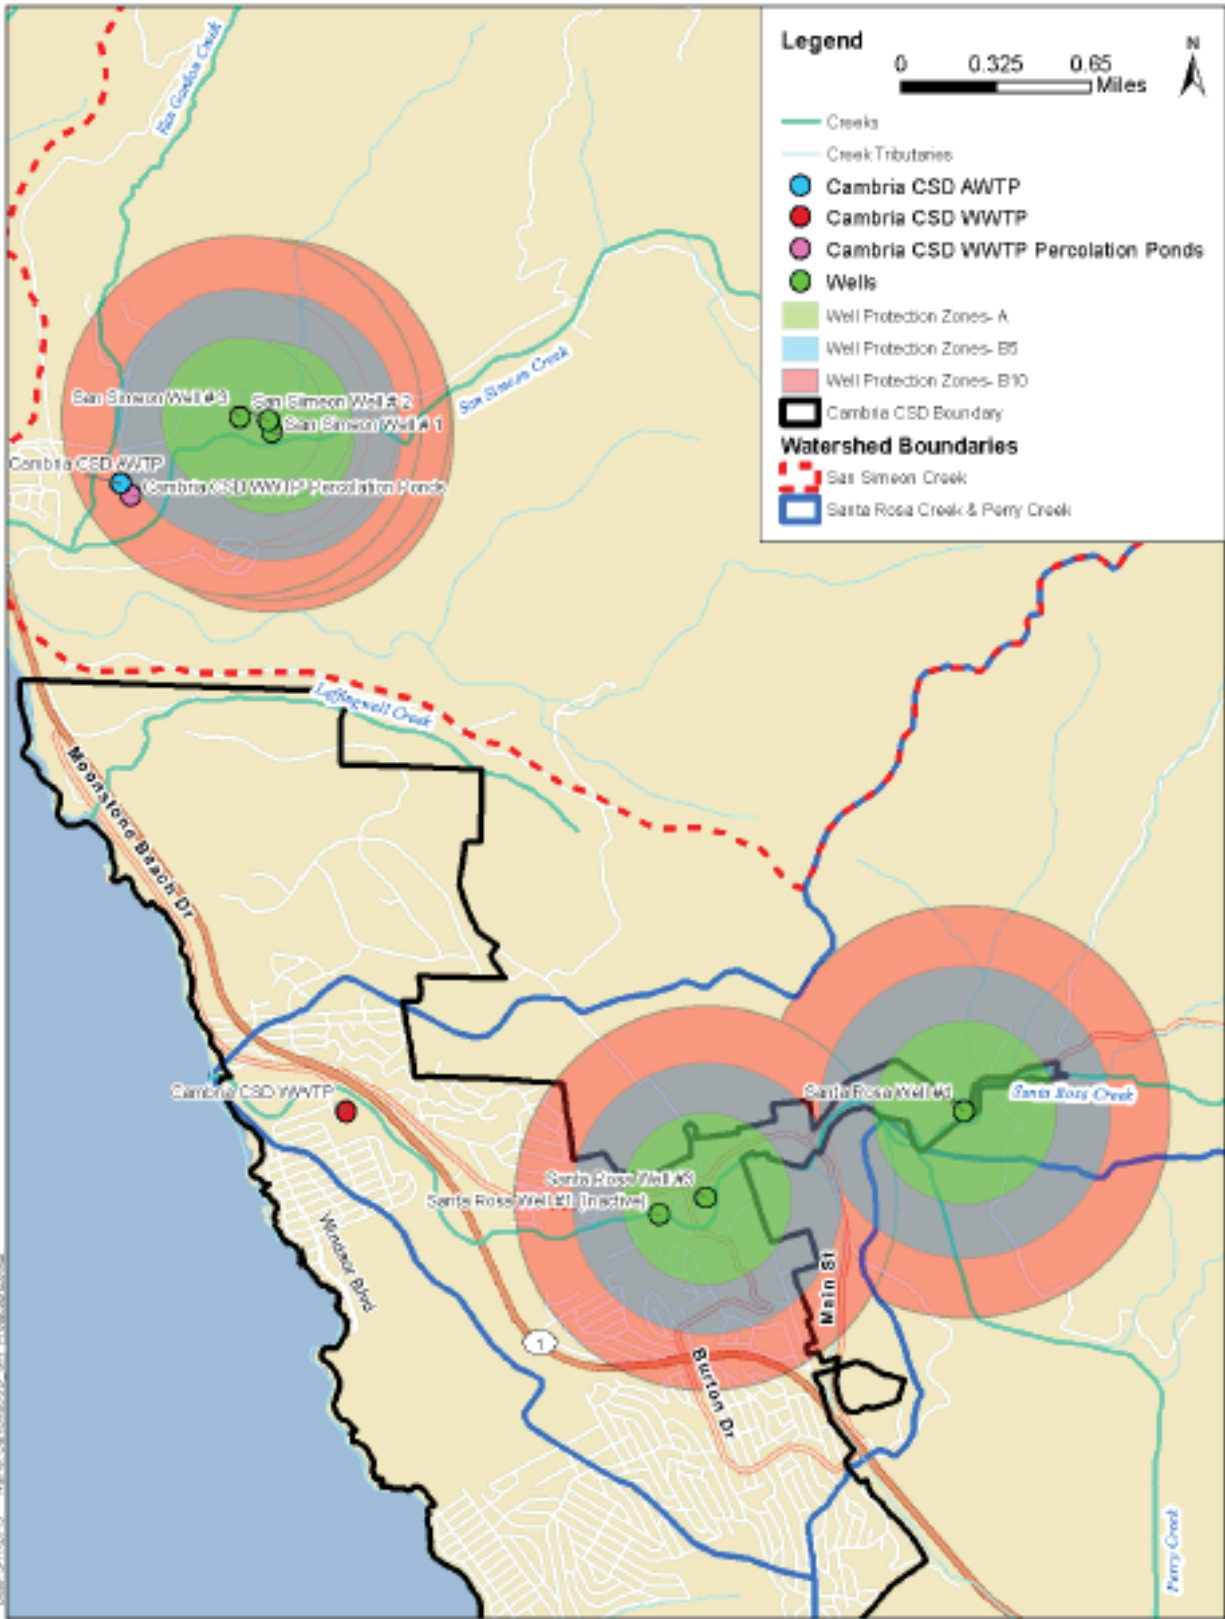 Legend
0 0.325 0.65
Miles
N
Creeks
Creek Tributaries
Cambria CSD AWTP
Cambria CSD WWTP
Cambria CSD WWTP Percolation Ponds
Wells
Well Protection Zones- A
Well Protection Zones- B5
Well Protection Zones- B10
Cambria CSD Boundary
Watershed Boundaries
San Simeon Creek
Santa Rosa Creek & Perry Creek
Van Gordon Creek
San Simeon Creek
San Simeon Well #3
San Simeon Well # 2
San Simeon Well # 1
Cambria CSD AWTP
Cambria CSD WWTP Percolation Ponds
Leffingwell Creek
Moonstone Beach Dr
Cambria CSD WWTP
Santa Rosa Well #4
Santa Rosa Creek
Santa Rosa Well #3
Santa Rosa Well #1 (Inactive)
Windsor Blvd
Main St
1
Burton Dr
Perry Creek